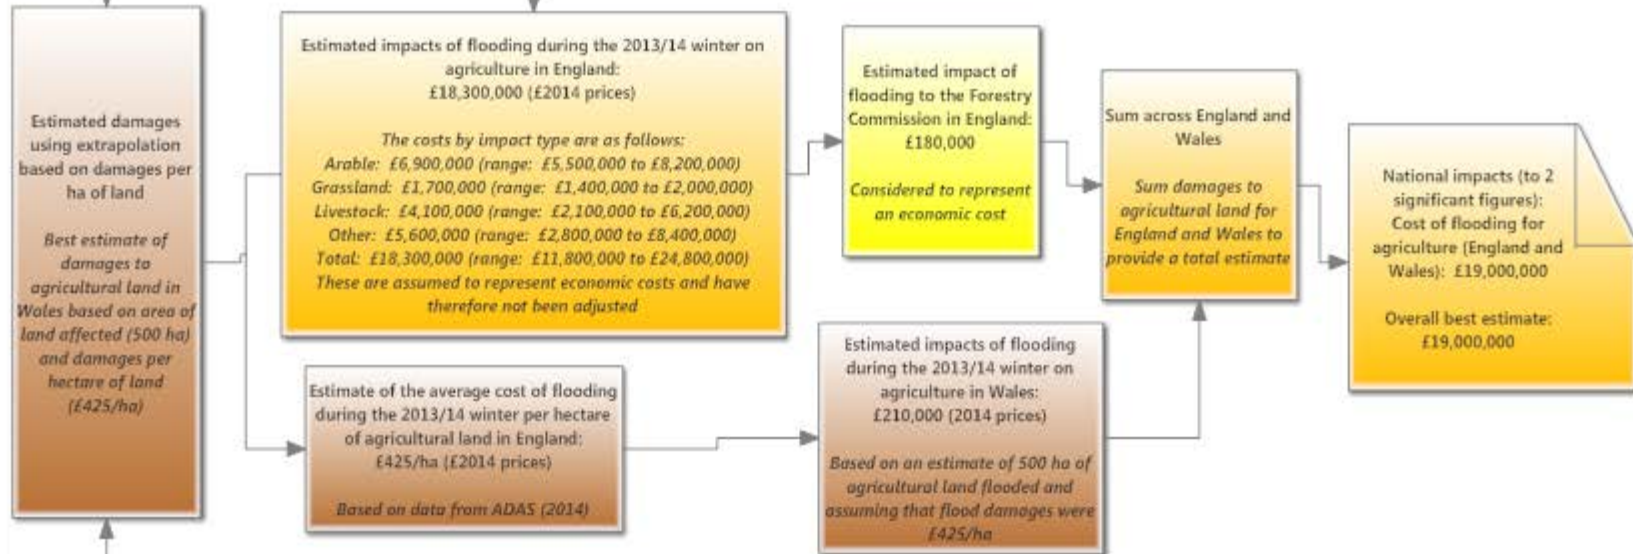 Estimated damages
using extrapolation
based on damages per
ha of land
Best estimate of
damages to
agricultural land in
Wales based on area of
land affected (500 ha)
and damages per
hectare of land
(£425/ha)
Estimated impacts of flooding during the 2013/14 winter on
agriculture in England:
£18,300,000 (£2014 prices)
The costs by impact type are as follows:
Arable: £6,900,000 (range: £5,500,000 to £8,200,000)
Grassland: £1,700,000 (range: £1,400,000 to £2,000,000)
Livestock: £4,100,000 (range: £2,100,000 to £6,200,000)
Other: £5,600,000 (range: £2,800,000 to £8,400,000)
Total: £18,300,000 (range: £11,800,000 to £24,800,000)
These are assumed to represent economic costs and have
therefore not been adjusted
Estimate of the average cost of flooding
during the 2013/14 winter per hectare
of agricultural land in England:
£425/ha (£2014 prices)
Based on data from ADAS (2014)
Estimated impact of
flooding to the Forestry
Commission in England:
£180,000
Considered to represent
an economic cost
Estimated impacts of flooding
during the 2013/14 winter on
agriculture in Wales:
£210,000 (2014 prices)
Based on an estimate of 500 ha of
agricultural land flooded and
assuming that flood damages were
£425/ha
Sum across England and
Wales
Sum damages to
agricultural land for
England and Wales to
provide a total estimate
National impacts (to 2
significant figures):
Cost of flooding for
agriculture (England and
Wales): £19,000,000
Overall best estimate:
£19,000,000